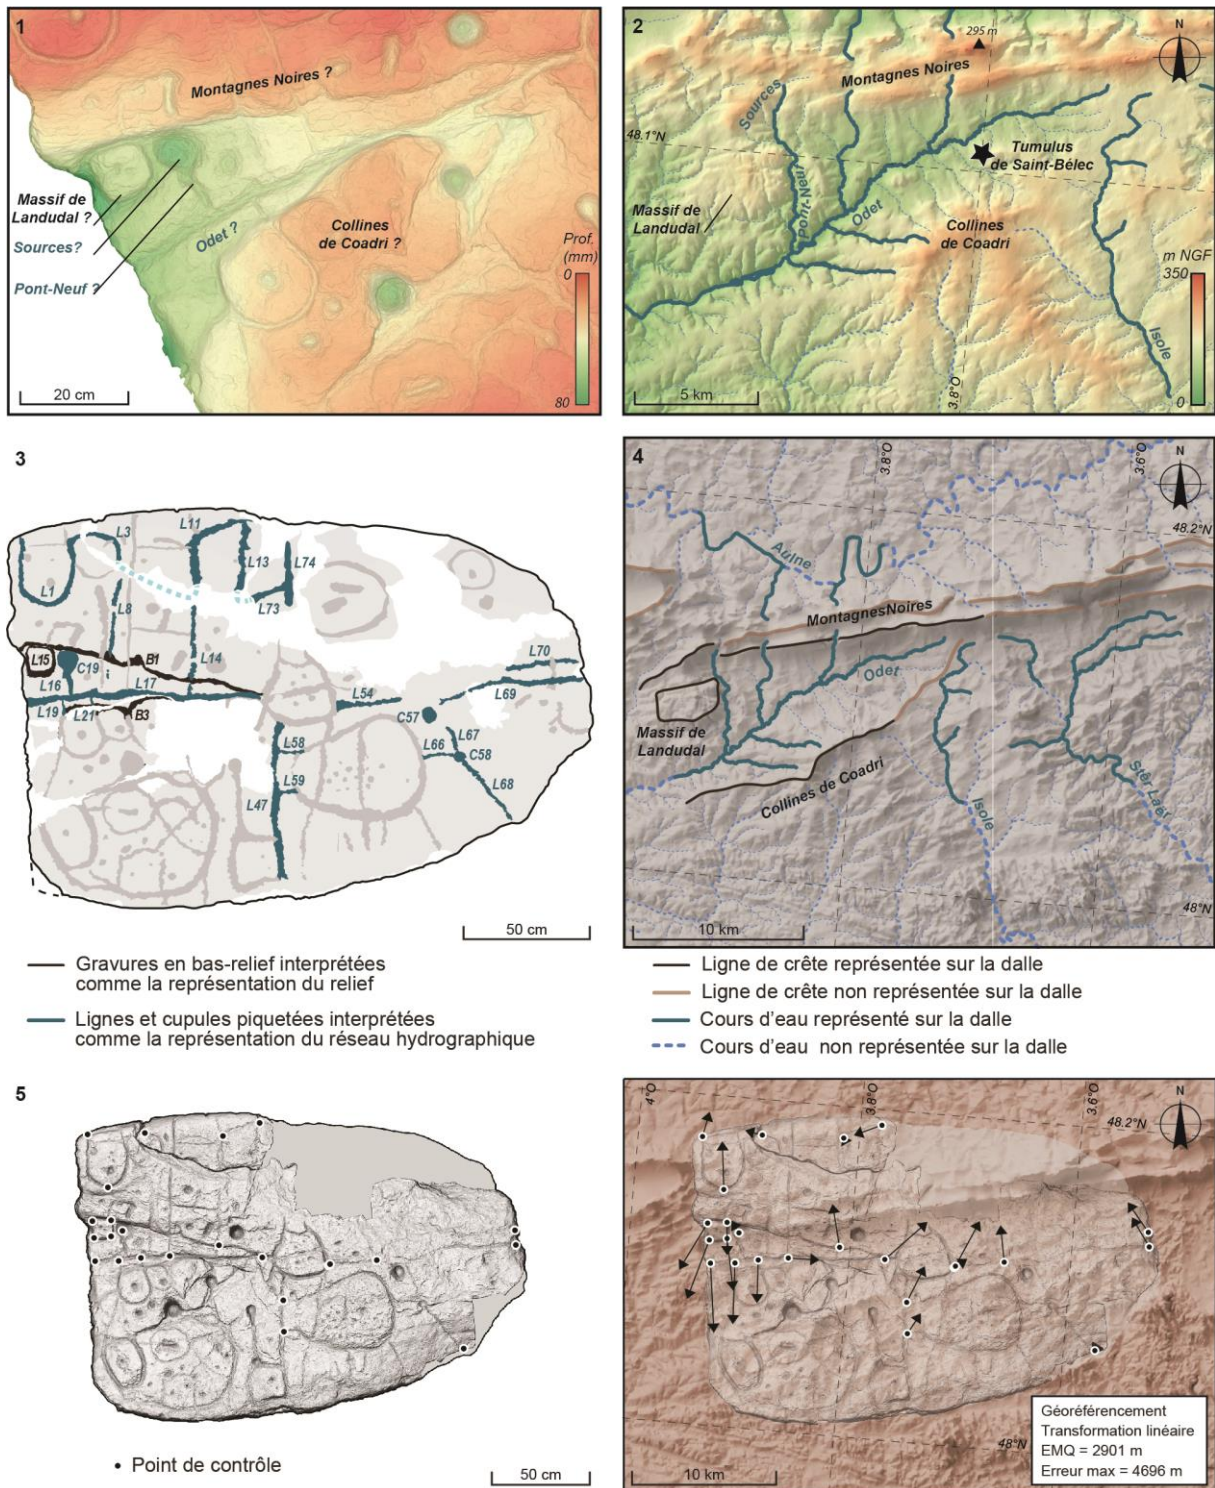 1
Montagnes Noires ?
Massif de
Landudal ?
Sources?
Pont-Neuf ?
Odet ?
Collines
de Coadri ?
Prof.
(mm)
0
80
20 cm
2
295 m
N
Montagnes Noires
Sources
48.1°N
Tumulus
de Saint-Bélec
Massif de
Landudal
Pont-Neuf
Odet
Collines
de Coadri
m NGF
350
0
Isole
3.8°O
5 km
3
L1
L3
L8
L11
L13
L74
L73
L15
C19
B1
L14
L16
L17
L19
L21
B3
L54
L70
L69
C57
L58
L66
L67
C58
L59
L47
L68
50 cm
Gravures en bas-relief interprétées
comme la représentation du relief
Lignes et cupules piquetées interprétées
comme la représentation du réseau hydrographique
4
3.8°O
3.6°O
N
48.2°N
Aulne
MontagnesNoires
Odet
Massif de
Landudal
Collines de Coadri
Isole
Stêr Laër
48°N
10 km
Ligne de crête représentée sur la dalle
Ligne de crête non représentée sur la dalle
Cours d'eau représenté sur la dalle
Cours d'eau non représentée sur la dalle
5
Point de contrôle
50 cm
4°O
3.8°O
3.6°O
N
48.2°N
48°N
10 km
Géoréférencement
Transformation linéaire
EMQ = 2901 m
Erreur max = 4696 m